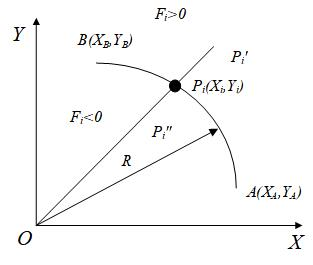 Fi>0
Y
B(XB,YB)
Pi'
Pi(Xi,Yi)
Fi<0
Pi"
R
A(XA,YA)
O
X